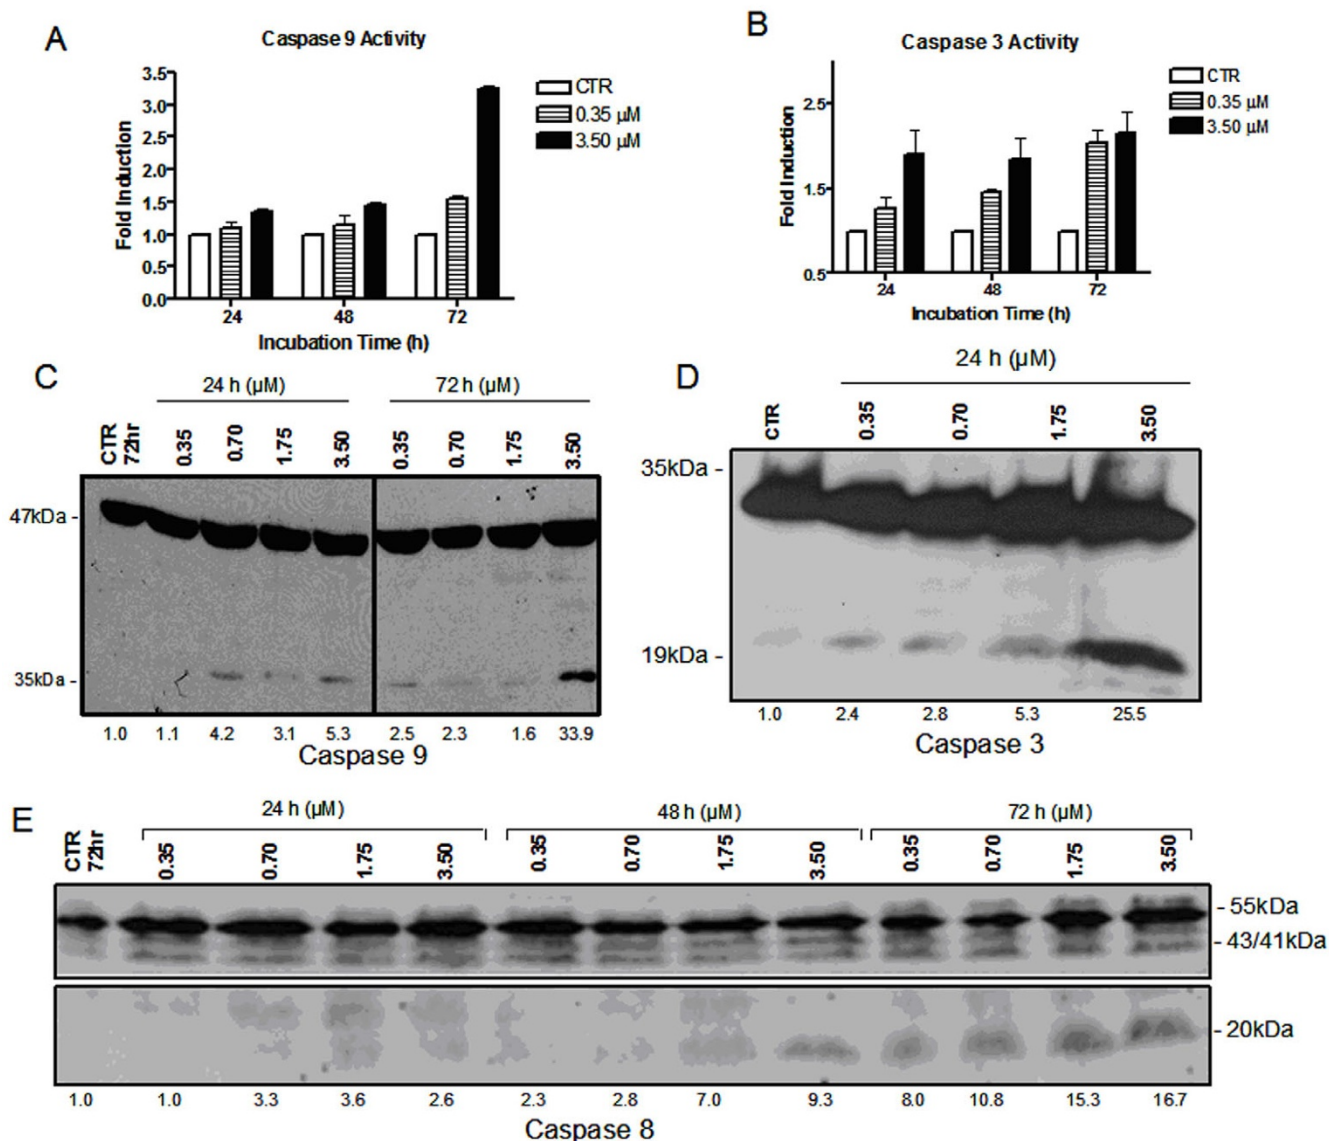 A
Caspase 9 Activity
Fold Induction
3.5
3.0
2.5
2.0
1.5
1.0
0.5
0.0
24 48 72
Incubation Time (h)
CTR
0.35 µM
3.50 µM
B
Caspase 3 Activity
Fold Induction
2.5
1.5
0.5
24 48 72
Incubation Time (h)
CTR
0.35 µM
3.50 µM
C
24 h (µM) 72 h (µM)
CTR 72hr 0.35 0.70 1.75 3.50 0.35 0.70 1.75 3.50
47kDa -
35kDa -
1.0 1.1 4.2 3.1 5.3 2.5 2.3 1.6 33.9
Caspase 9
D
24 h (µM)
CTR 0.35 0.70 1.75 3.50
35kDa -
19kDa -
1.0 2.4 2.8 5.3 25.5
Caspase 3
E
24 h (µM) 48 h (µM) 72 h (µM)
CTR 72hr 0.35 0.70 1.75 3.50 0.35 0.70 1.75 3.50 0.35 0.70 1.75 3.50
- 55kDa
- 43/41kDa
- 20kDa
1.0 1.0 3.3 3.6 2.6 2.3 2.8 7.0 9.3 8.0 10.8 15.3 16.7
Caspase 8